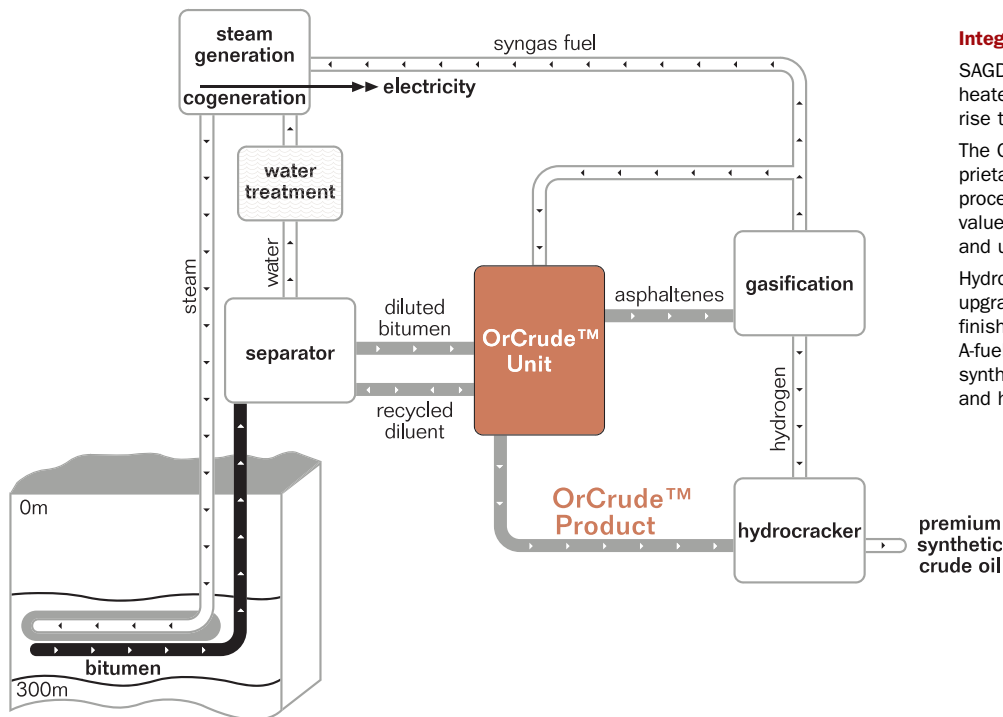 steam
generation
cogeneration
electricity
syngas fuel
water
treatment
water
steam
separator
diluted
bitumen
recycled
diluent
OrCrude™
Unit
asphaltenes
gasification
hydrogen
OrCrude™
Product
hydrocracker
premium
synthetic
crude oil
0m
bitumen
300m
Integ
SAGD
heate
rise t
The O
prieta
proce
value
and u
Hydro
upgra
finish
A-fue
synth
and h